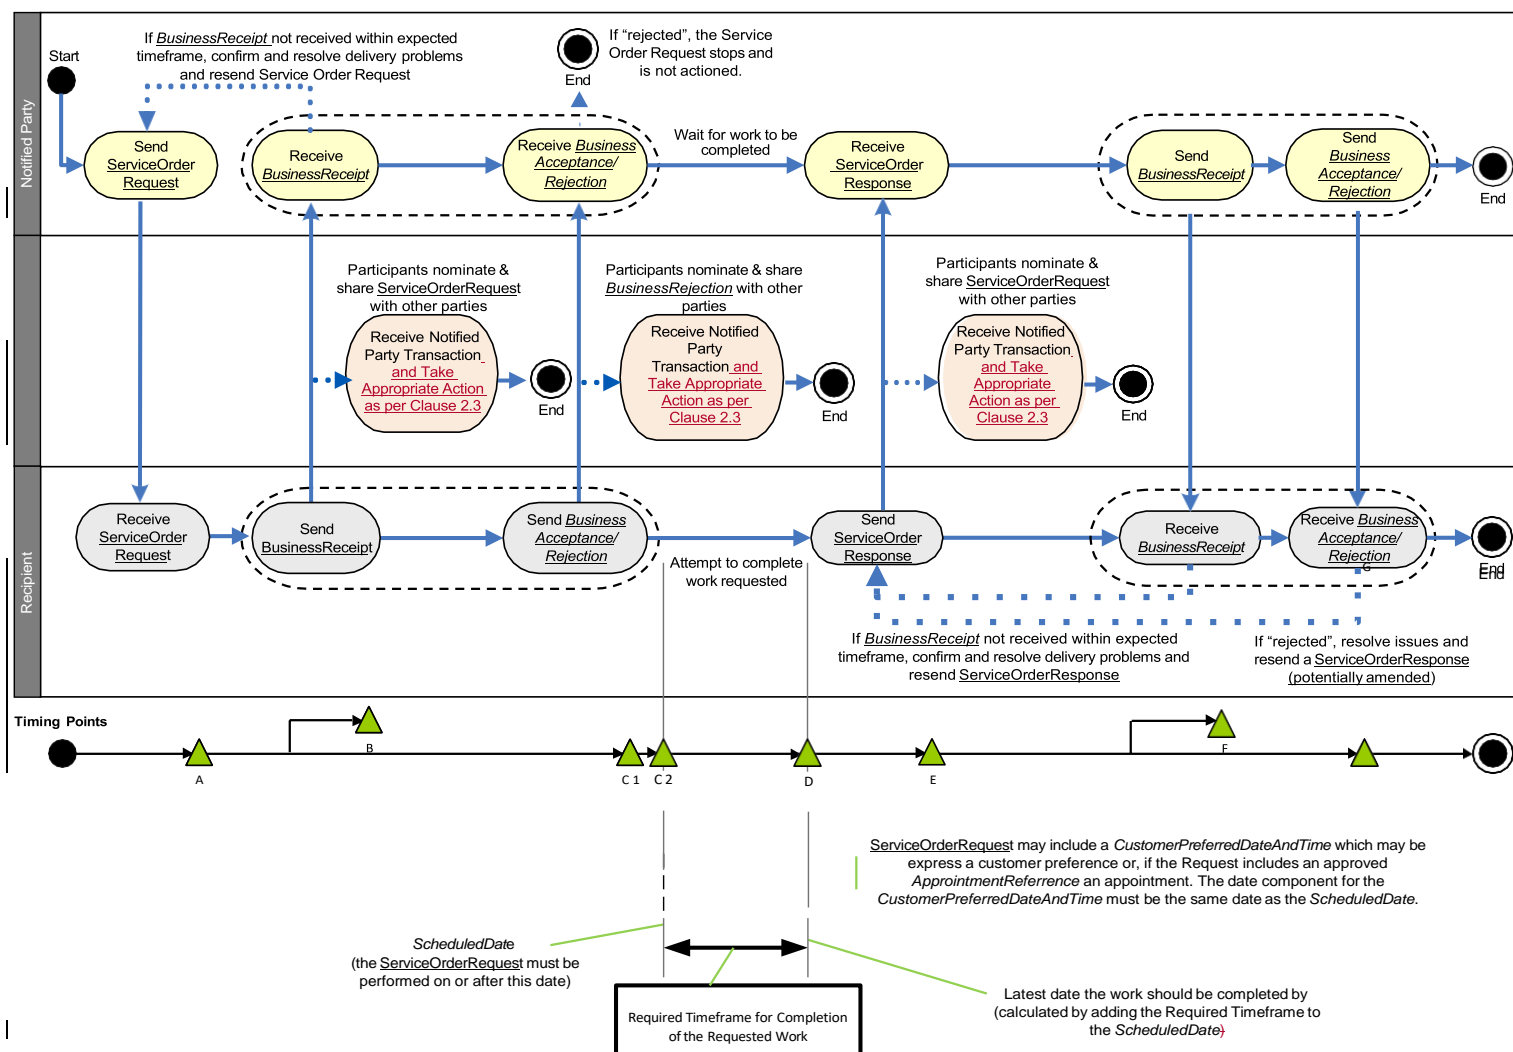 Notified Party
Start
If BusinessReceipt not received within expected
timeframe, confirm and resolve delivery problems
and resend Service Order Request
End
If “rejected”, the Service
Order Request stops and
is not actioned.
Send
ServiceOrder
Request
Receive
BusinessReceipt
Receive Business
Acceptance/
Rejection
Wait for work to be
completed
Receive
ServiceOrder
Response
Send
BusinessReceipt
Send
Business
Acceptance/
Rejection
End
Participants nominate &
share ServiceOrderRequest
with other parties
Receive Notified
Party Transaction
and Take
Appropriate Action
as per Clause 2.3
End
Participants nominate & share
BusinessRejection with other
parties
Receive Notified
Party
Transaction and
Take Appropriate
Action as per
Clause 2.3
End
Participants nominate &
share ServiceOrderRequest
with other parties
Receive Notified
Party Transaction
and Take
Appropriate
Action as per
Clause 2.3
End
Recipient
Receive
ServiceOrder
Request
Send
BusinessReceipt
Send Business
Acceptance/
Rejection
Attempt to complete
work requested
Send
ServiceOrder
Response
Receive
BusinessReceipt
Receive Business
Acceptance/
Rejection
G
End
End
If BusinessReceipt not received within expected
timeframe, confirm and resolve delivery problems and
resend ServiceOrderResponse
If “rejected”, resolve issues and
resend a ServiceOrderResponse
(potentially amended)
Timing Points
A
B
C 1
C 2
D
E
F
ServiceOrderRequest may include a CustomerPreferredDateAndTime which may be
express a customer preference or, if the Request includes an approved
ApprointmentReferrence an appointment. The date component for the
CustomerPreferredDateAndTime must be the same date as the ScheduledDate.
ScheduledDate
(the ServiceOrderRequest must be
performed on or after this date)
Required Timeframe for Completion
of the Requested Work
Latest date the work should be completed by
(calculated by adding the Required Timeframe to
the ScheduledDate)